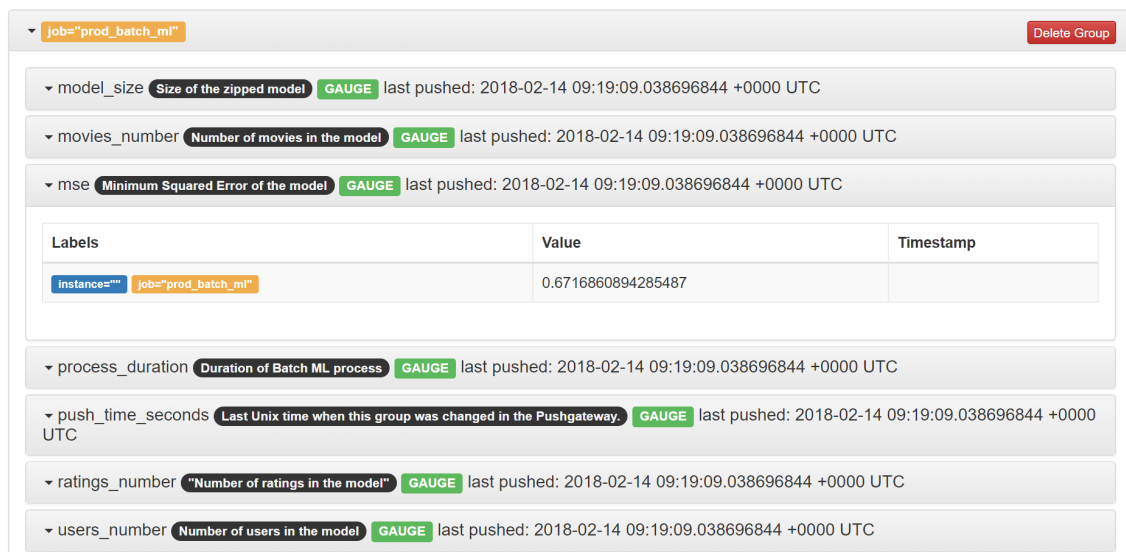 job="prod_batch_ml" Delete Group
model_size Size of the zipped model GAUGE last pushed: 2018-02-14 09:19:09.038696844 +0000 UTC
movies_number Number of movies in the model GAUGE last pushed: 2018-02-14 09:19:09.038696844 +0000 UTC
mse Minimum Squared Error of the model GAUGE last pushed: 2018-02-14 09:19:09.038696844 +0000 UTC
Labels Value Timestamp
instance="" job="prod_batch_ml" 0.6716860894285487
process_duration Duration of Batch ML process GAUGE last pushed: 2018-02-14 09:19:09.038696844 +0000 UTC
push_time_seconds Last Unix time when this group was changed in the Pushgateway. GAUGE last pushed: 2018-02-14 09:19:09.038696844 +0000
UTC
ratings_number "Number of ratings in the model" GAUGE last pushed: 2018-02-14 09:19:09.038696844 +0000 UTC
users_number Number of users in the model GAUGE last pushed: 2018-02-14 09:19:09.038696844 +0000 UTC